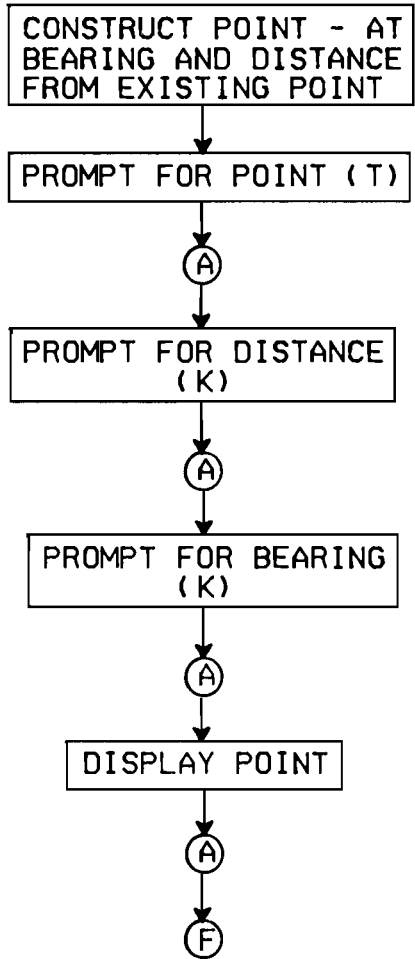 CONSTRUCT POINT - AT
BEARING AND DISTANCE
FROM EXISTING POINT
PROMPT FOR POINT (T)
A
PROMPT FOR DISTANCE
(K)
A
PROMPT FOR BEARING
(K)
A
DISPLAY POINT
A
F